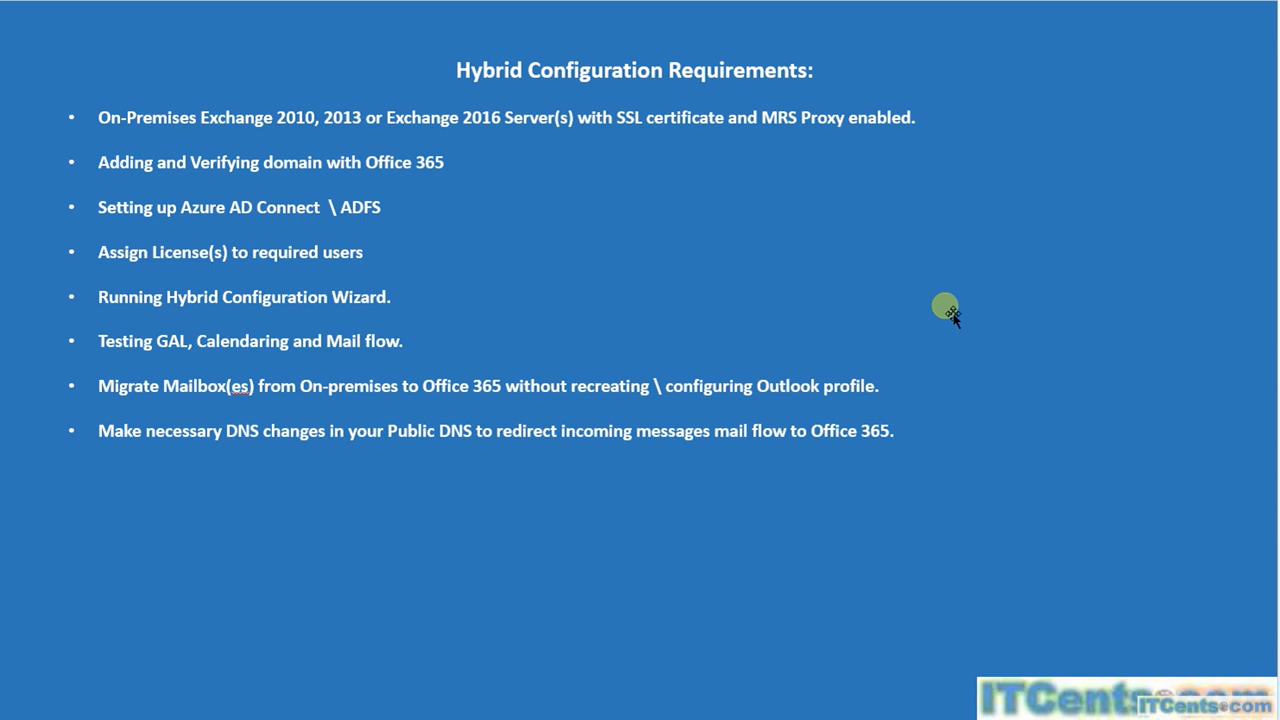 Hybrid Configuration Requirements:
• On-Premises Exchange 2010, 2013 or Exchange 2016 Server(s) with SSL certificate and MRS Proxy enabled.
• Adding and Verifying domain with Office 365
• Setting up Azure AD Connect \ ADFS
• Assign License(s) to required users
• Running Hybrid Configuration Wizard.
• Testing GAL, Calendaring and Mail flow.
• Migrate Mailbox(es) from On-premises to Office 365 without recreating \ configuring Outlook profile.
• Make necessary DNS changes in your Public DNS to redirect incoming messages mail flow to Office 365.
ITCents.com
ITCents.com